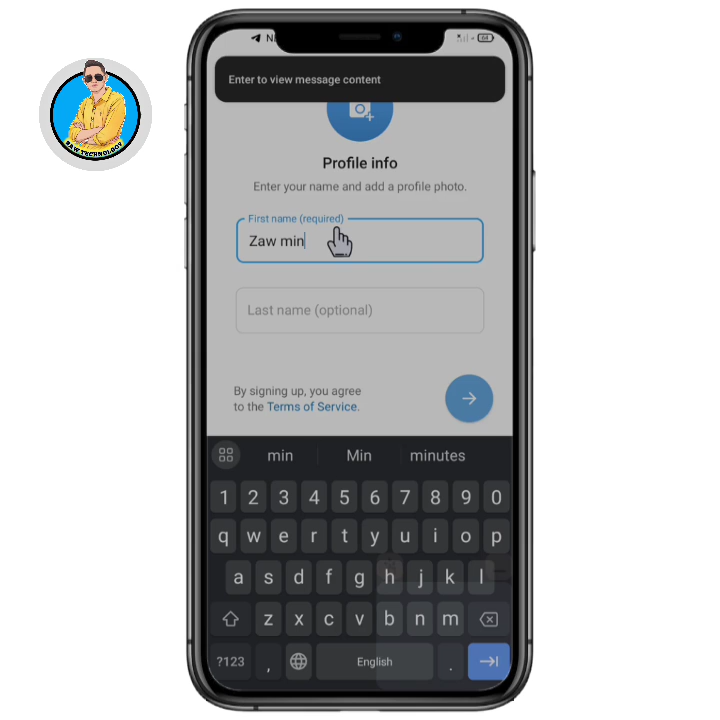 64
Enter to view message content
ZAW TECHNOLOGY
Profile info
Enter your name and add a profile photo.
First name (required)
Zaw min
Last name (optional)
By signing up, you agree
to the Terms of Service.
min Min minutes
1 2 3 4 5 6 7 8 9 0
q w e r t y u i o p
a s d f g h j k l
z x c v b n m
?123 , English .